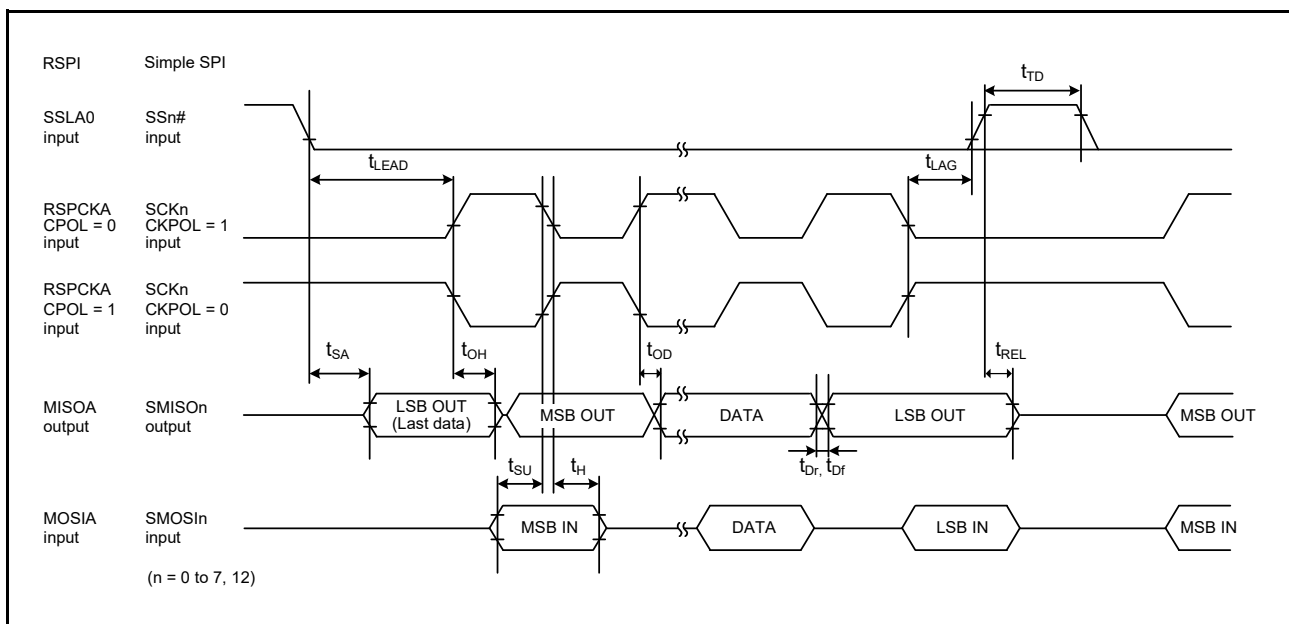 RSPI Simple SPI
tTD
SSLA0 SSn#
input input
tLEAD
tLAG
RSPCKA SCKn
CPOL = 0 CKPOL = 1
input input
RSPCKA SCKn
CPOL = 1 CKPOL = 0
input input
tSA tOH tOD tREL
MISOA SMISOn
output output
LSB OUT
(Last data)
MSB OUT DATA LSB OUT MSB OUT
tSU tH tDr, tDf
MOSIA SMOSIn
input input
MSB IN DATA LSB IN MSB IN
(n = 0 to 7, 12)